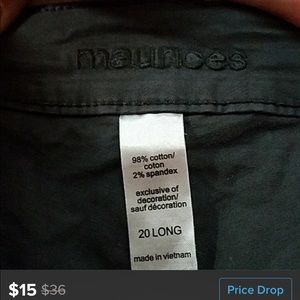 maurices
98% cotton/
coton
2% spandex
exclusive of
decoration/
sauf décoration
20 LONG
made in vietnam
$15 $36
Price Drop